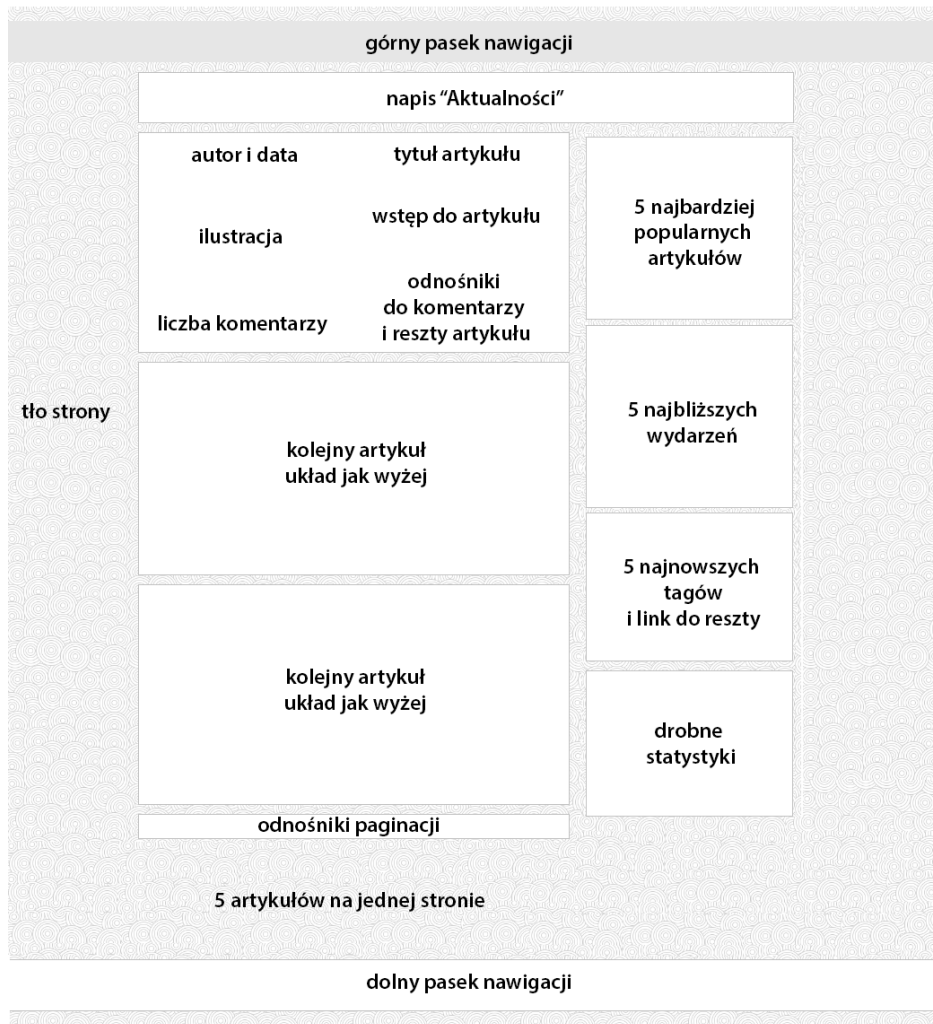 górny pasek nawigacji
napis “Aktualności”
autor i data
tytuł artykułu
ilustracja
wstęp do artykułu
liczba komentarzy
odnośniki
do komentarzy
i reszty artykułu
5 najbardziej
popularnych
artykułów
tło strony
kolejny artykuł
układ jak wyżej
5 najbliższych
wydarzeń
kolejny artykuł
układ jak wyżej
5 najnowszych
tagów
i link do reszty
drobne
statystyki
odnośniki paginacji
5 artykułów na jednej stronie
dolny pasek nawigacji